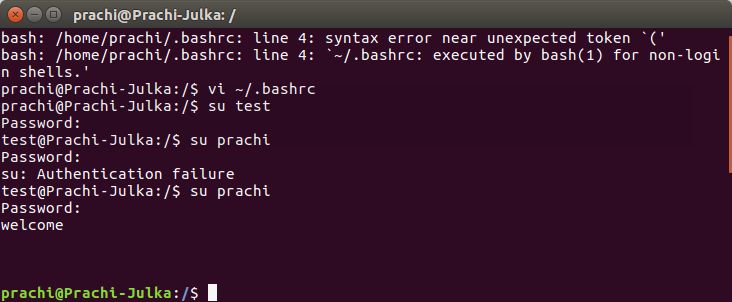 prachi@Prachi-Julka: /
bash: /home/prachi/.bashrc: line 4: syntax error near unexpected token `('
bash: /home/prachi/.bashrc: line 4: `~/.bashrc: executed by bash(1) for non-logi
n shells.'
prachi@Prachi-Julka:/$ vi ~/.bashrc
prachi@Prachi-Julka:/$ su test
Password:
test@Prachi-Julka:/$ su prachi
Password:
su: Authentication failure
test@Prachi-Julka:/$ su prachi
Password:
welcome
prachi@Prachi-Julka:/$